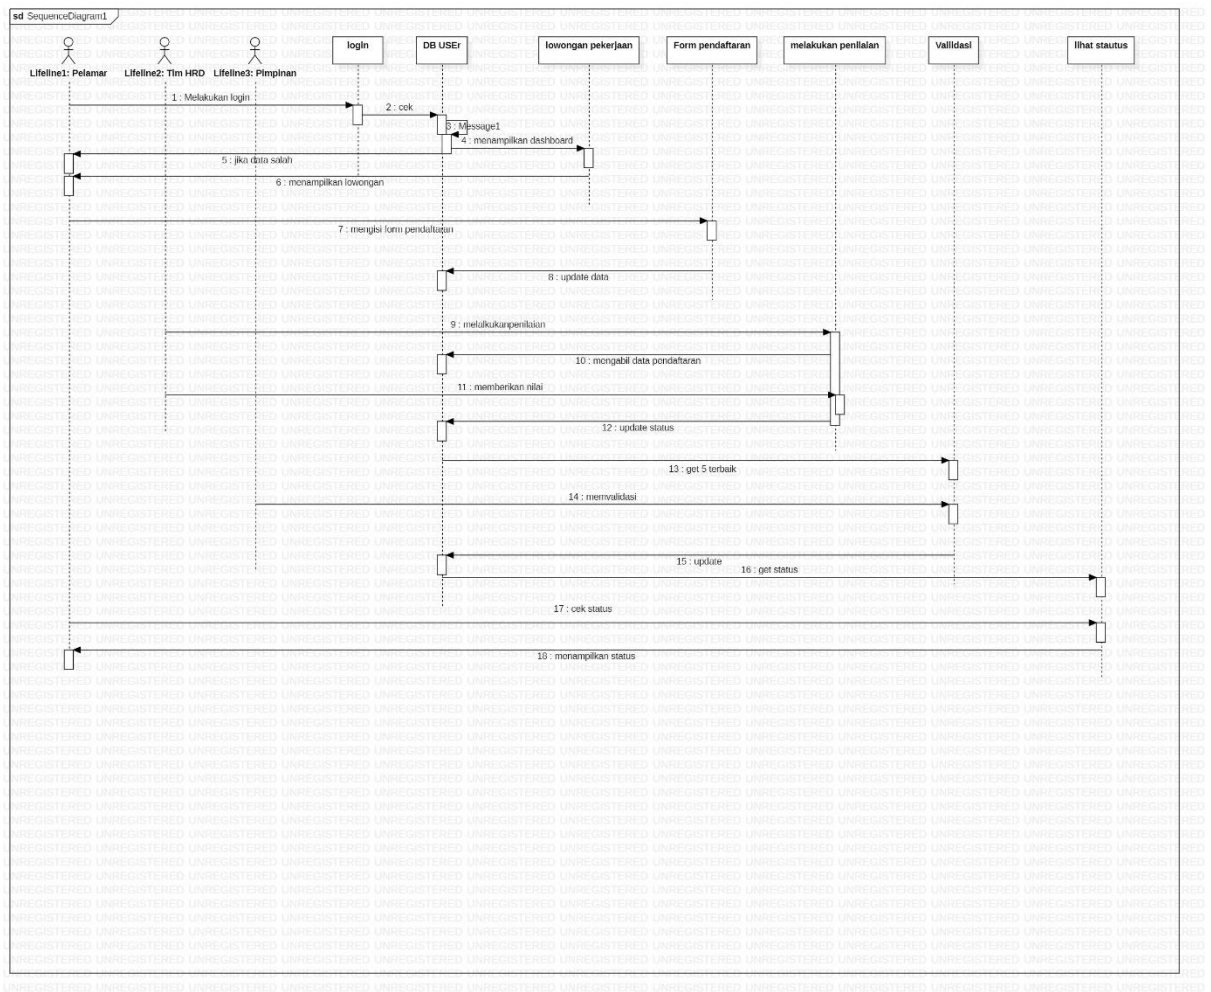 sd SequenceDiagram1
Lifeline1: Pelamar
Lifeline2: Tim HRD
Lifeline3: Pimpinan
login
DB USEr
lowongan pekerjaan
Form pendaftaran
melakukan penilaian
Vallidasi
lihat stautus
1 : Melakukan login
2 : cek
3 : Message1
4 : menampilkan dashboard
5 : jika data salah
6 : menampilkan lowongan
7 : mengisi form pendaftaran
8 : update data
9 : melalkukanpenilaian
10 : mengabil data pendaftaran
11 : memberikan nilai
12 : update status
13 : get 5 terbaik
14 : memvalidasi
15 : update
16 : get status
17 : cek status
18 : menampilkan status
UNREGISTERED